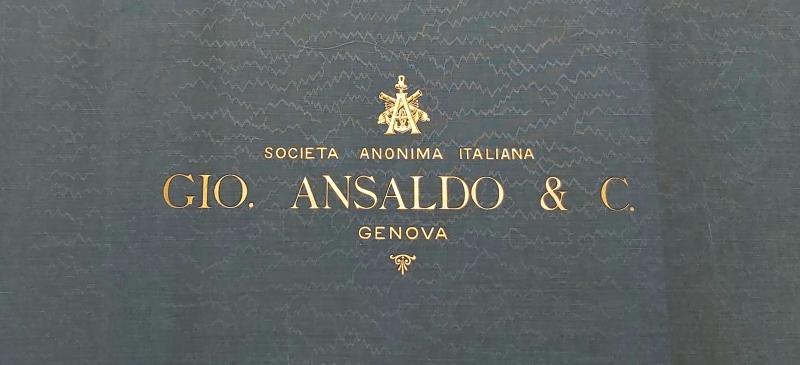 SOCIETA ANONIMA ITALIANA
GIO. ANSALDO & C.
GENOVA